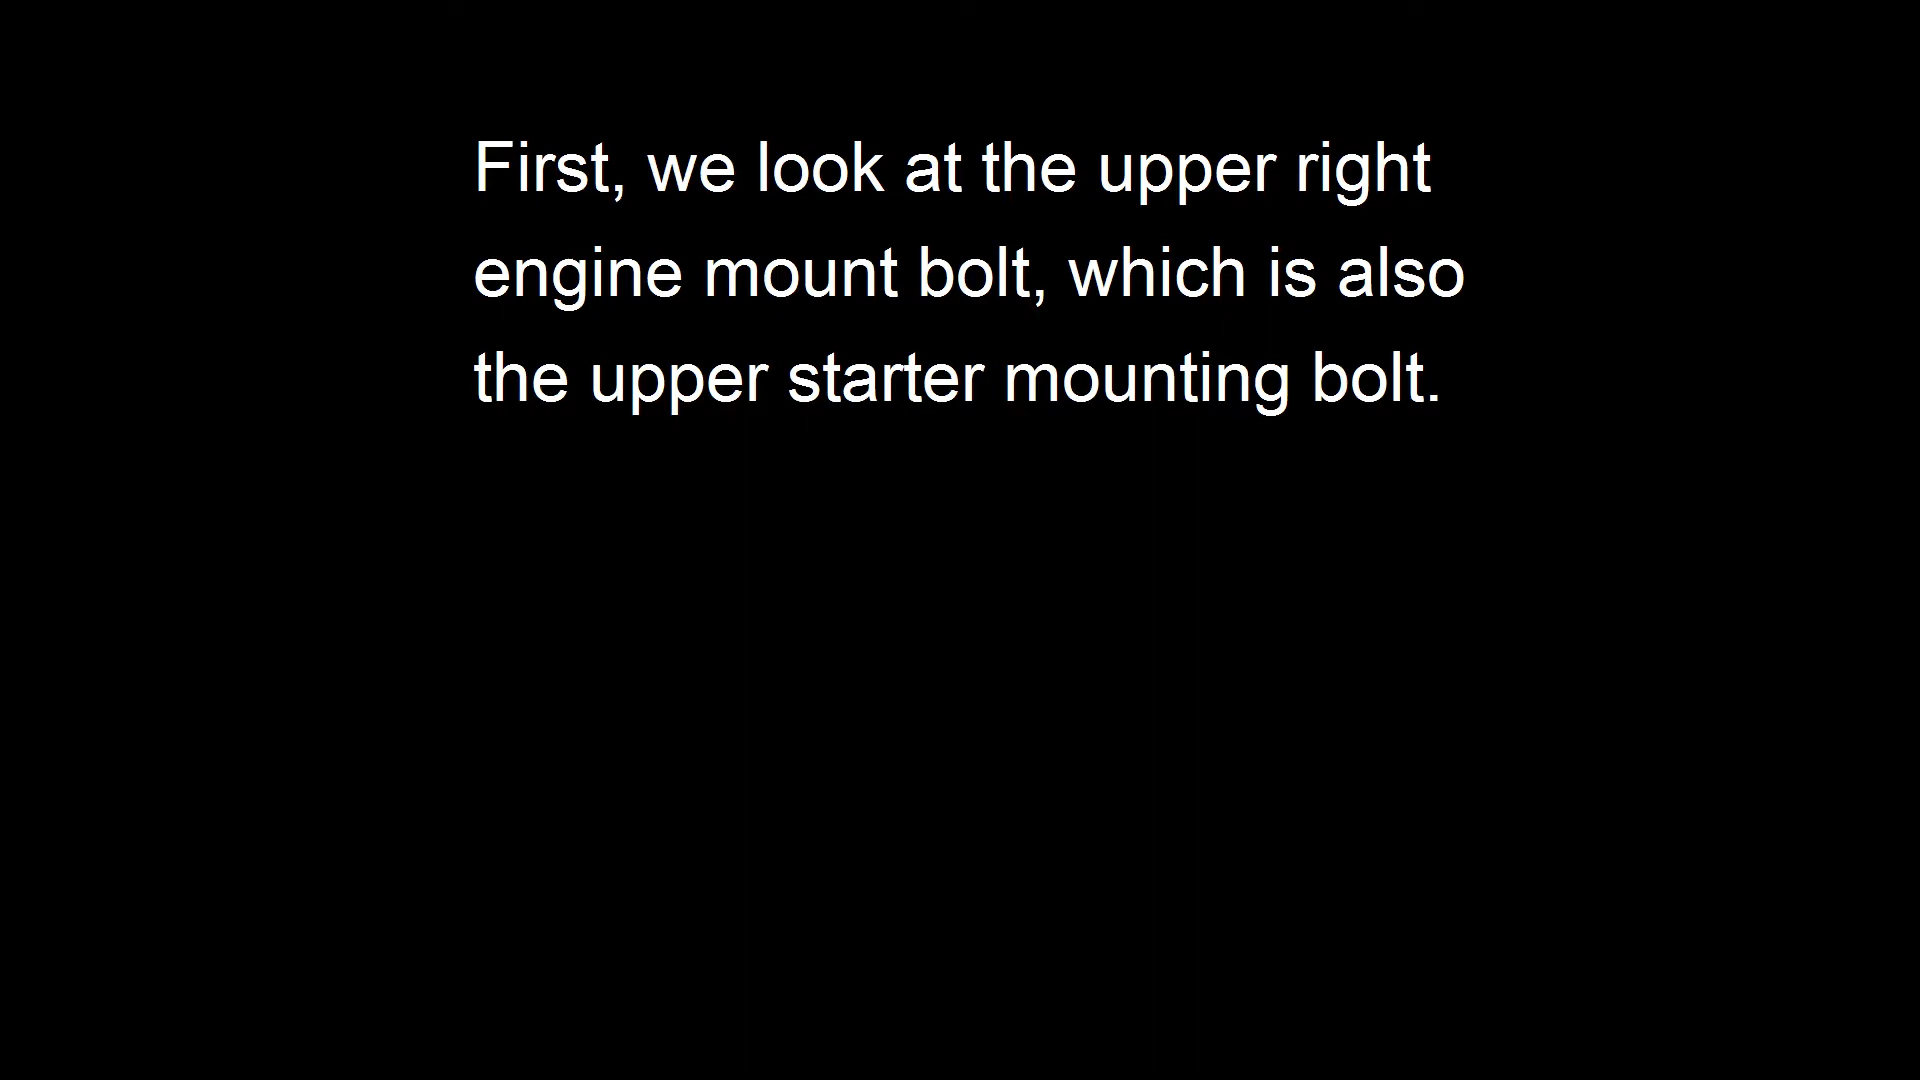 First, we look at the upper right
engine mount bolt, which is also
the upper starter mounting bolt.